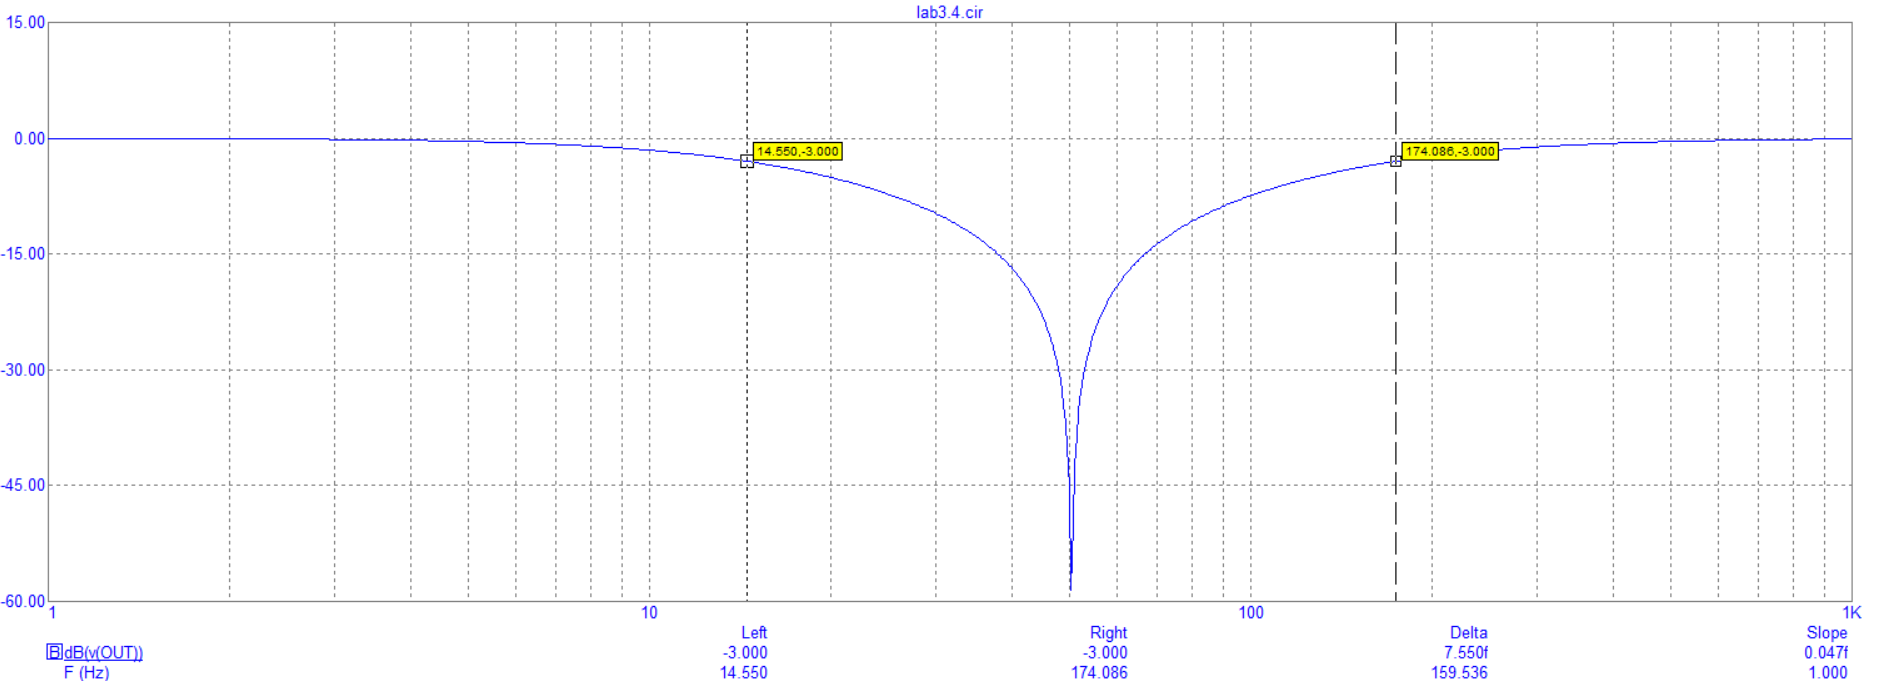 lab3.4.cir
15.00
0.00
14.550,-3.000
174.086,-3.000
-15.00
-30.00
-45.00
-60.00
1 10 100 1K
Left Right Delta Slope
B dB(v(OUT)) -3.000 -3.000 7.550f 0.047f
F (Hz) 14.550 174.086 159.536 1.000